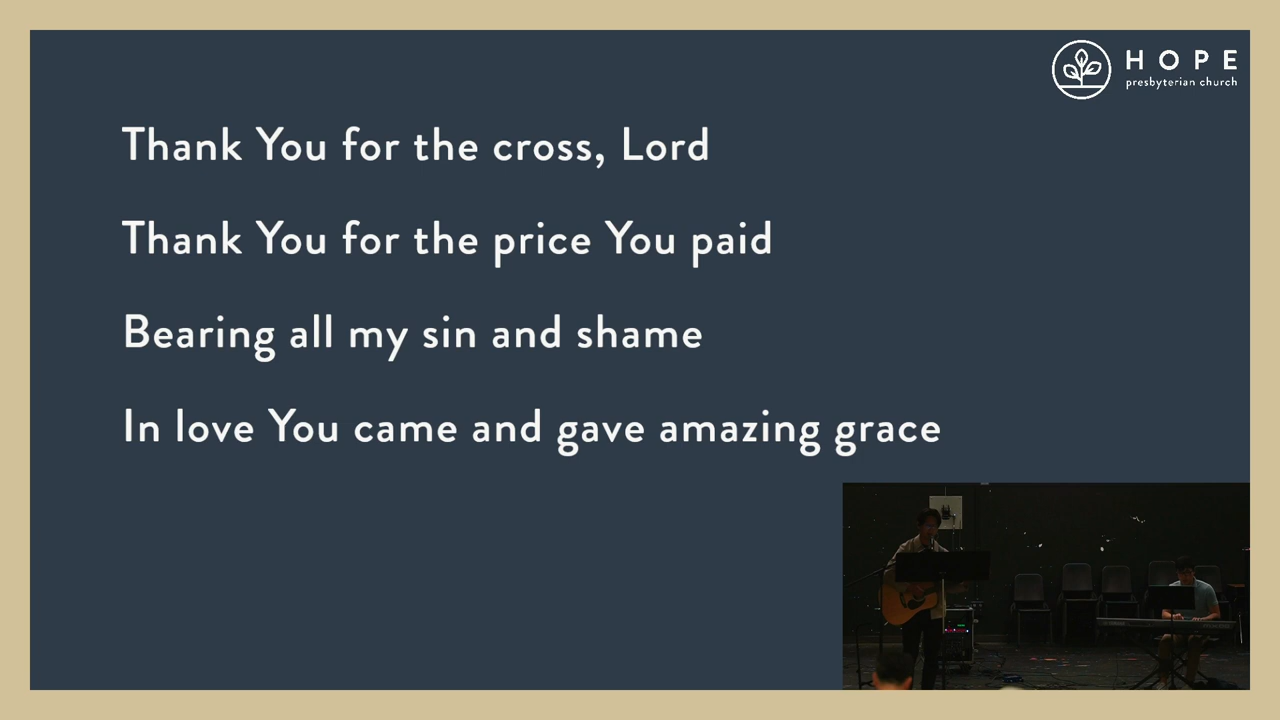 HOPE
presbyterian church
Thank You for the cross, Lord
Thank You for the price You paid
Bearing all my sin and shame
In love You came and gave amazing grace